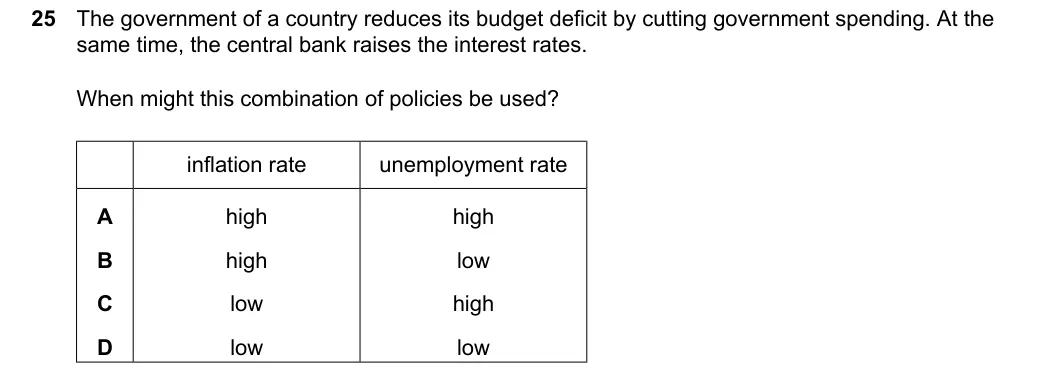 25 The government of a country reduces its budget deficit by cutting government spending. At the
same time, the central bank raises the interest rates.
When might this combination of policies be used?
inflation rate unemployment rate
A high high
B high low
C low high
D low low